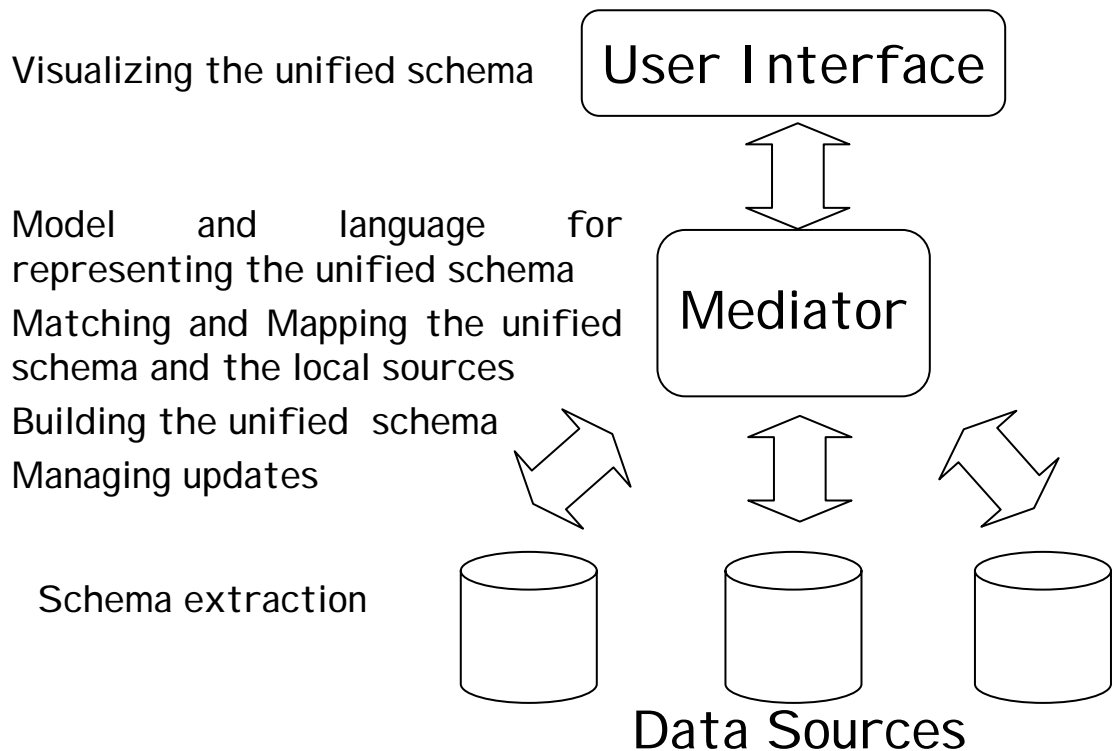 Visualizing the unified schema
User Interface
Model and language for
representing the unified schema
Matching and Mapping the unified
schema and the local sources
Mediator
Building the unified schema
Managing updates
Schema extraction
Data Sources